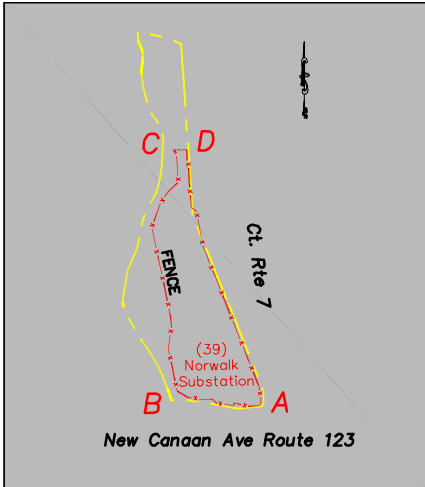 C D
Ct. Rte 7
FENCE
(39)
Norwalk
Substation
B A
New Canaan Ave Route 123